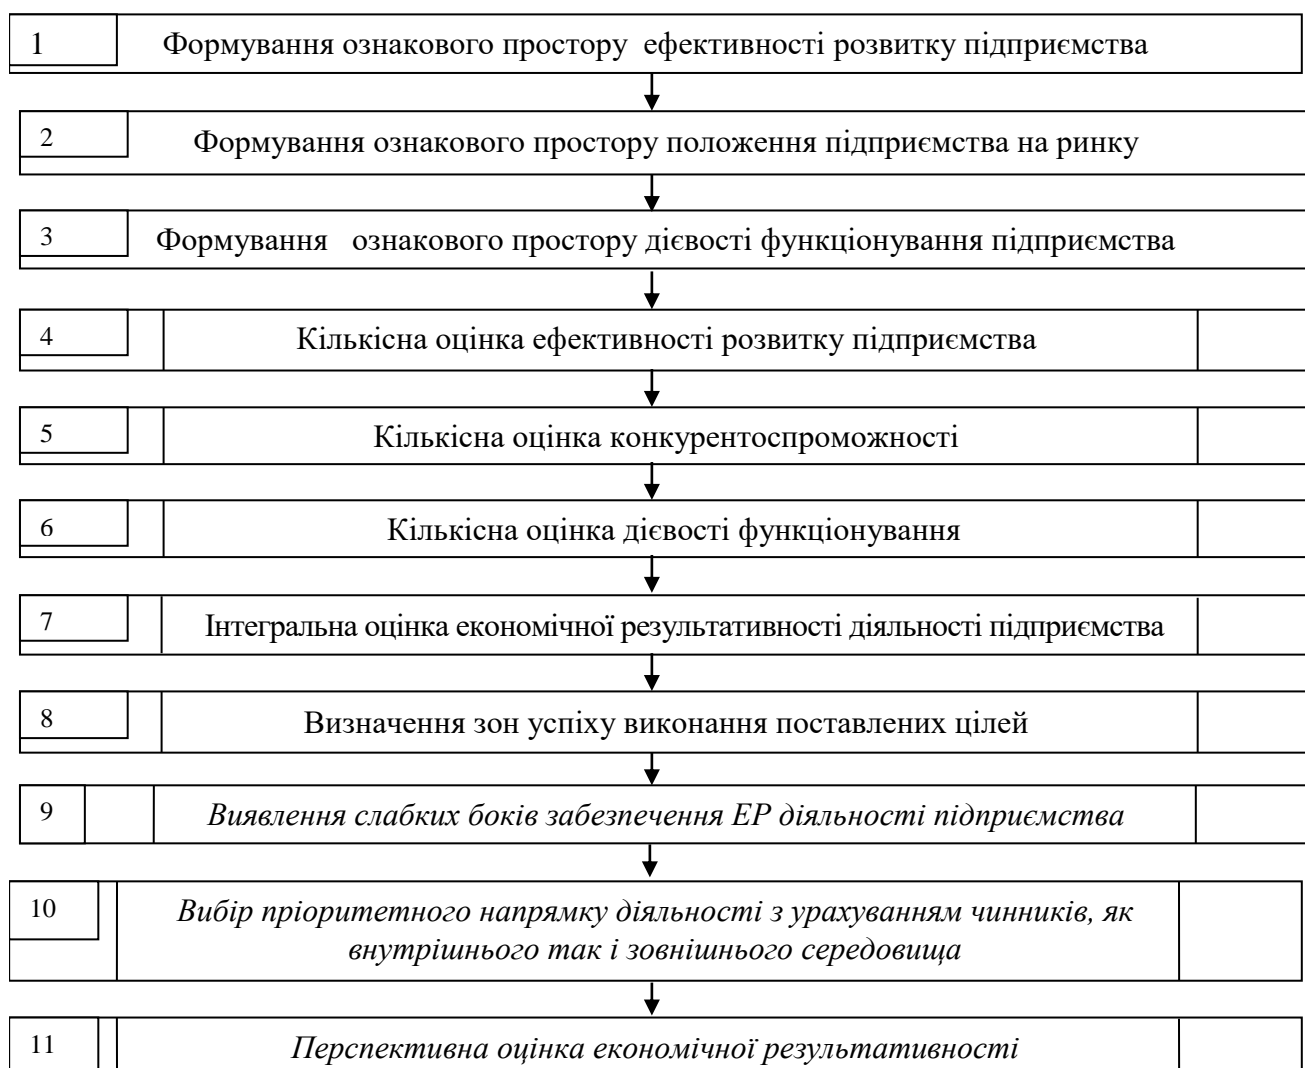 1
Формування ознакового простору ефективності розвитку підприємства
2
Формування ознакового простору положення підприємства на ринку
3
Формування ознакового простору дієвості функціонування підприємства
4
Кількісна оцінка ефективності розвитку підприємства
5
Кількісна оцінка конкурентоспроможності
6
Кількісна оцінка дієвості функціонування
7
Інтегральна оцінка економічної результативності діяльності підприємства
8
Визначення зон успіху виконання поставлених цілей
9
Виявлення слабких боків забезпечення ЕР діяльності підприємства
10
Вибір пріоритетного напрямку діяльності з урахуванням чинників, як
внутрішнього так і зовнішнього середовища
11
Перспективна оцінка економічної результативності